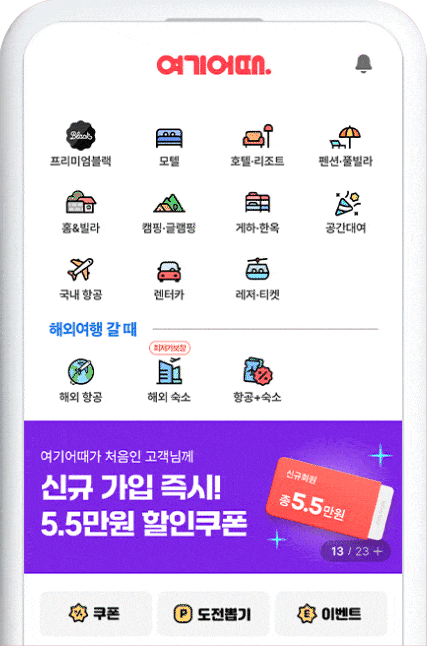 여기어때.
Black
프리미엄블랙
모텔
호텔·리조트
펜션·풀빌라
홈&빌라
캠핑·글램핑
게하·한옥
공간대여
국내 항공
렌터카
레저·티켓
해외여행 갈 때
최저가보장
해외 항공
해외 숙소
항공+숙소
여기어때가 처음인 고객님께
신규 가입 즉시!
5.5만원 할인쿠폰
신규회원
총5.5만원
13 / 23 +
쿠폰
P 도전뽑기
E 이벤트